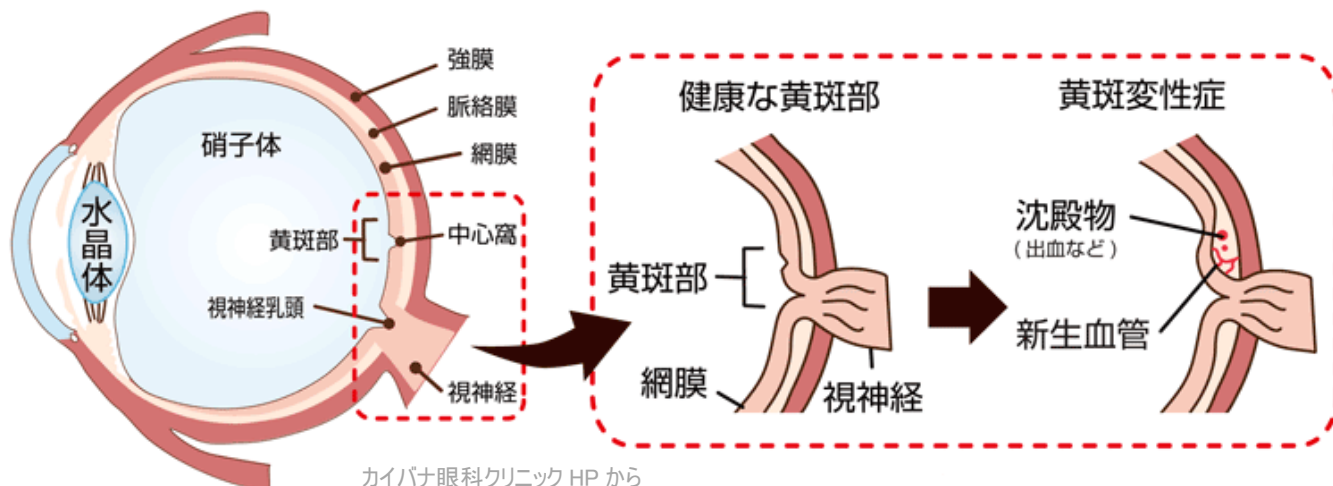 強膜
脈絡膜
網膜
硝子体
水晶体
黄斑部
中心窩
視神経乳頭
視神経
健康な黄斑部
黄斑部
網膜
視神経
黄斑変性症
沈殿物
(出血など)
新生血管
カイバナ眼科クリニック HP から